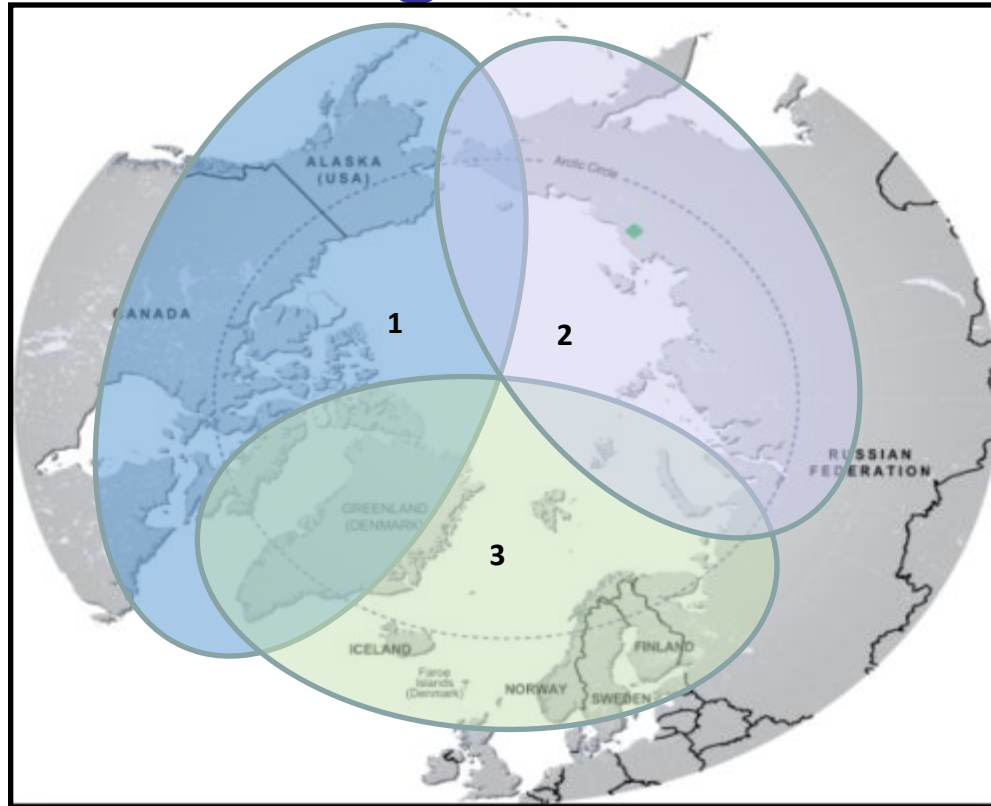 ALASKA
(USA)
Arctic Circle
CANADA
1
2
RUSSIAN
FEDERATION
GREENLAND
(DENMARK)
3
ICELAND
Faroe
Islands
(Denmark)
FINLAND
NORWAY
SWEDEN